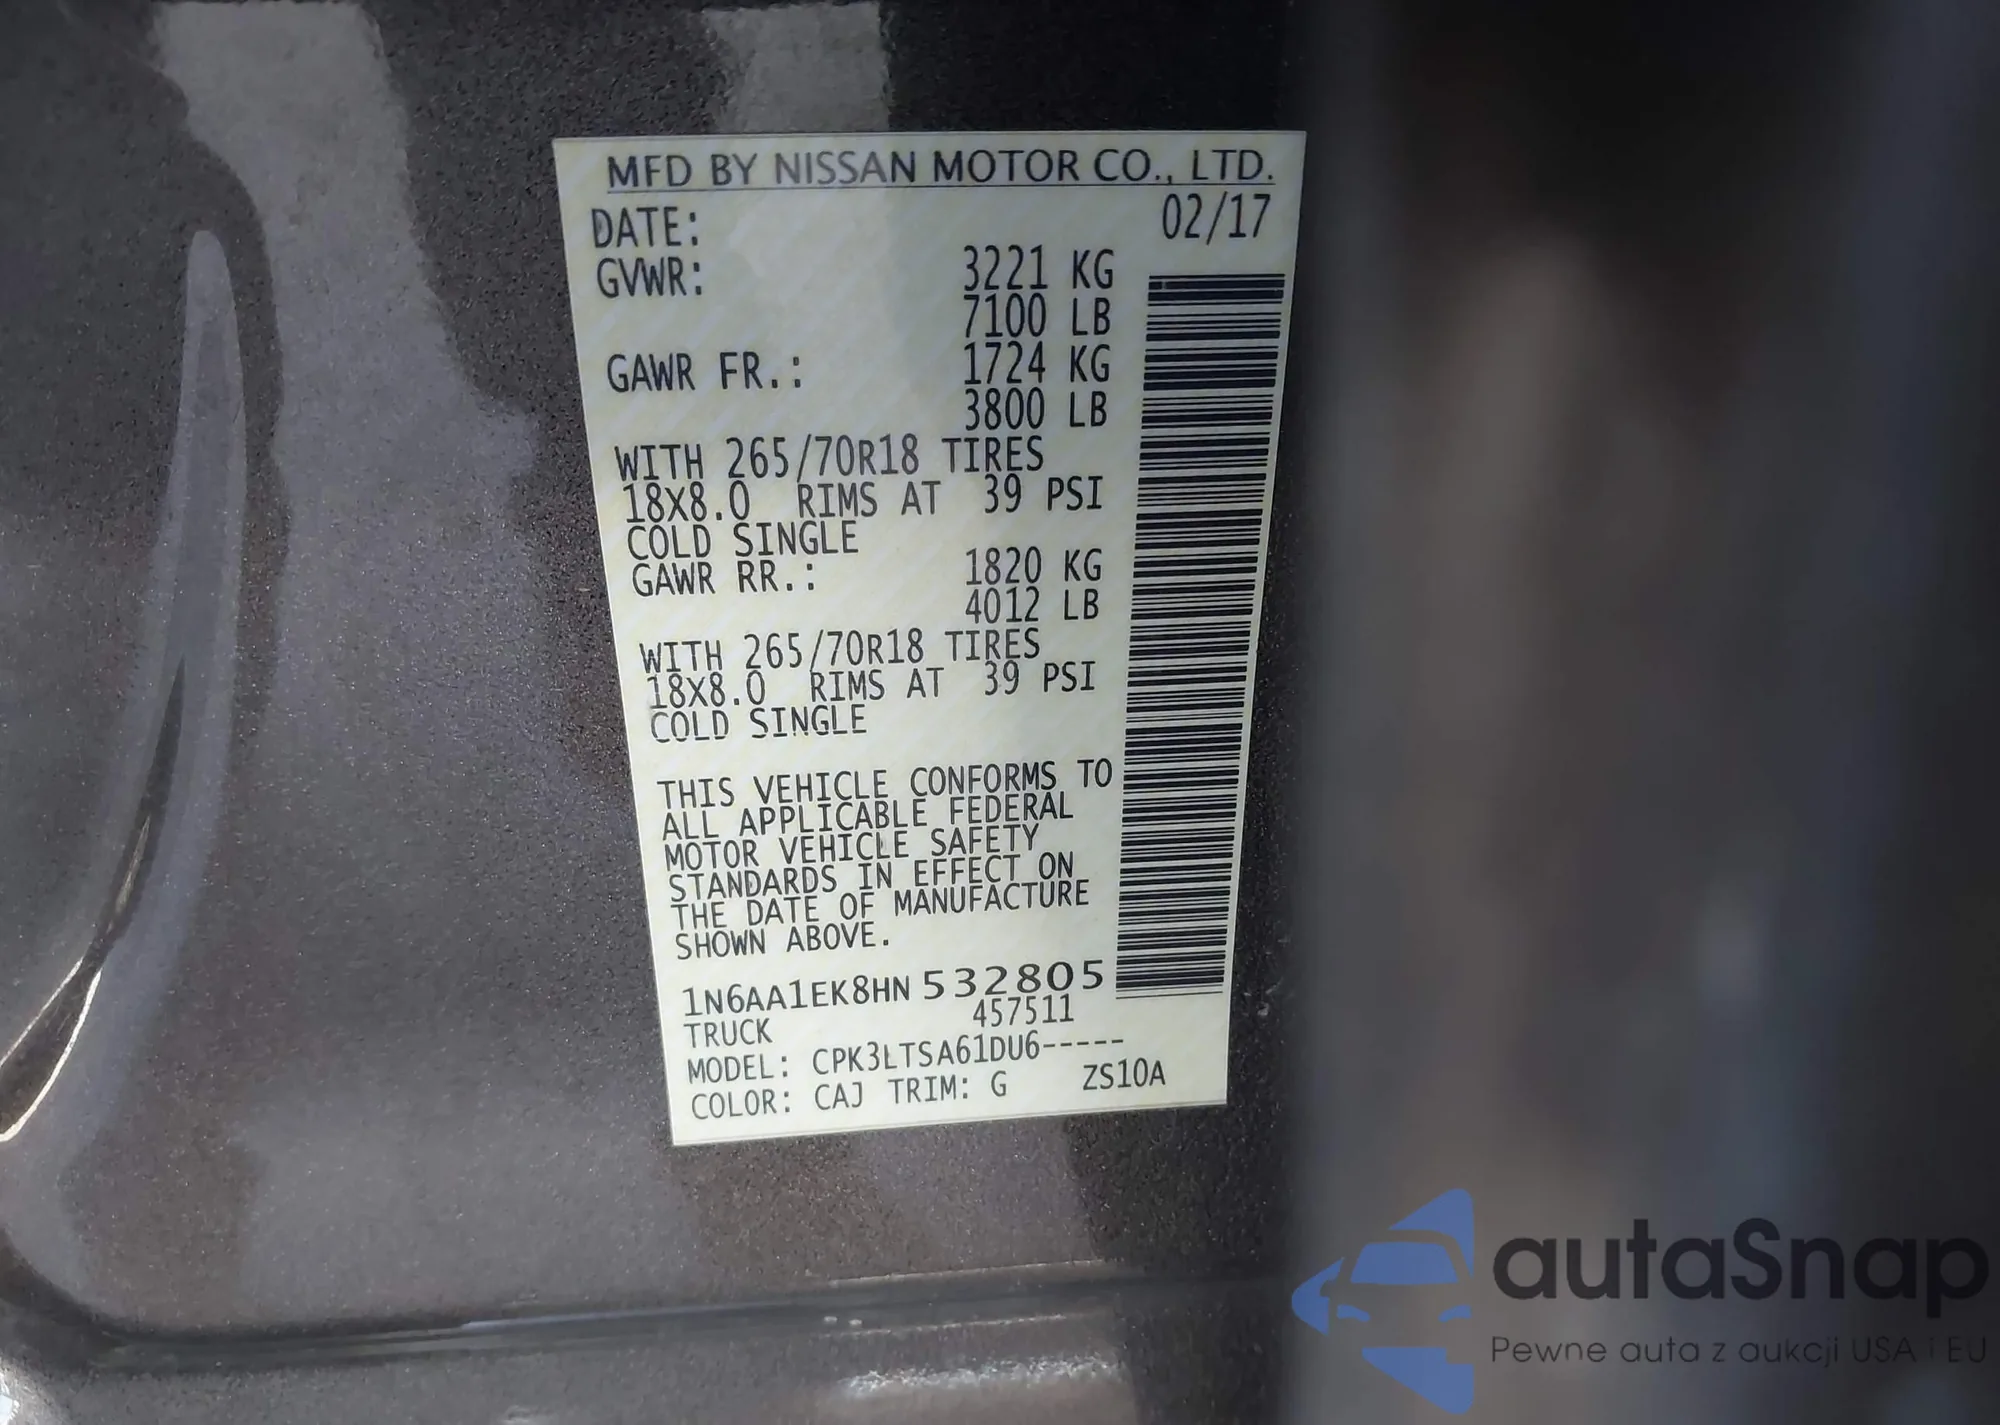 MFD BY NISSAN MOTOR CO., LTD.
DATE: 02/17
GVWR: 3221 KG
7100 LB
GAWR FR.: 1724 KG
3800 LB
WITH 265/70R18 TIRES
18X8.0 RIMS AT 39 PSI
COLD SINGLE
GAWR RR.: 1820 KG
4012 LB
WITH 265/70R18 TIRES
18X8.0 RIMS AT 39 PSI
COLD SINGLE
THIS VEHICLE CONFORMS TO
ALL APPLICABLE FEDERAL
MOTOR VEHICLE SAFETY
STANDARDS IN EFFECT ON
THE DATE OF MANUFACTURE
SHOWN ABOVE.
1N6AA1EK8HN 532805
TRUCK 457511
MODEL: CPK3LTSA61DU6-----
COLOR: CAJ TRIM: G ZS10A
autaSnap
Pewne auta z aukcji USA i EU